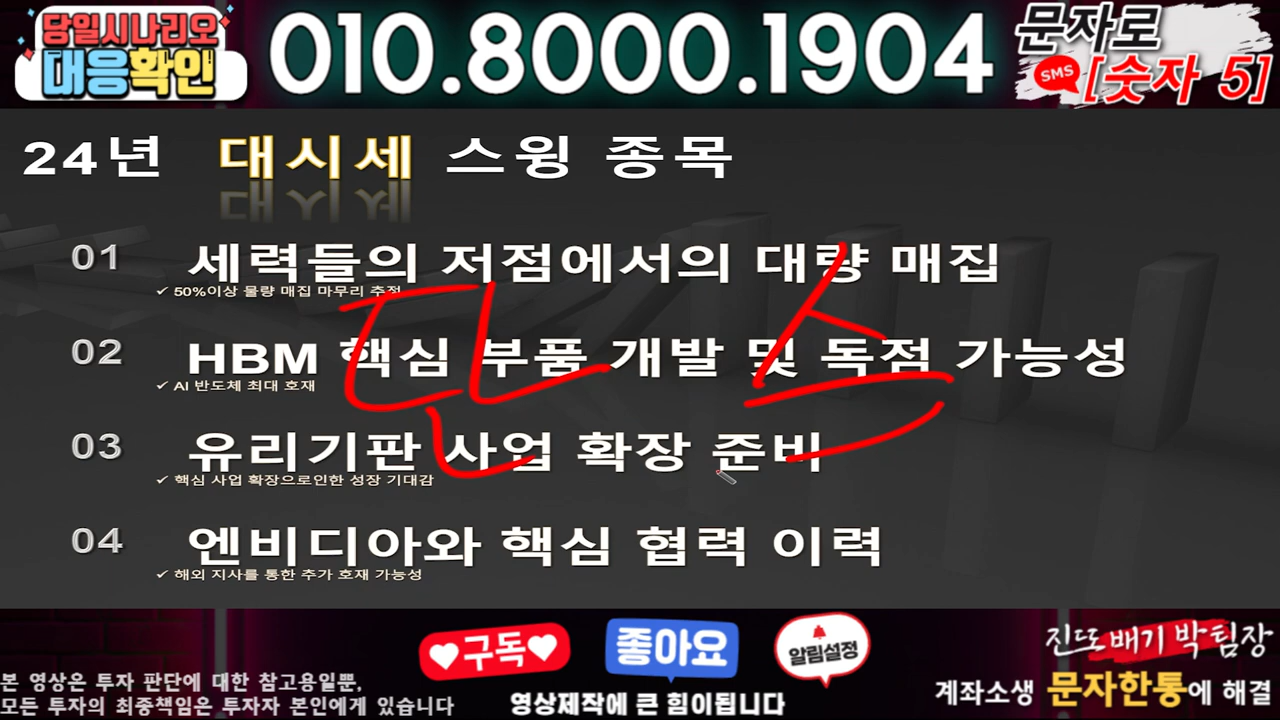 당일시나리오
대응확인
010.8000.1904
문자로
SMS
[숫자 5]
24년 대시세 스윙 종목
01 세력들의 저점에서의 대량 매집
✓ 50%이상 물량 매집 마무리 추정
02 HBM 핵심 부품 개발 및 독점 가능성
✓ AI 반도체 최대 호재
단스
03 유리기판 사업 확장 준비
✓ 핵심 사업 확장으로인한 성장 기대감
04 엔비디아와 핵심 협력 이력
✓ 해외 지사를 통한 추가 호재 가능성
구독
좋아요
알림설정
영상제작에 큰 힘이됩니다
본 영상은 투자 판단에 대한 참고용일뿐,
모든 투자의 최종책임은 투자자 본인에게 있습니다
진또배기 박팀장
계좌소생 문자한통에 해결